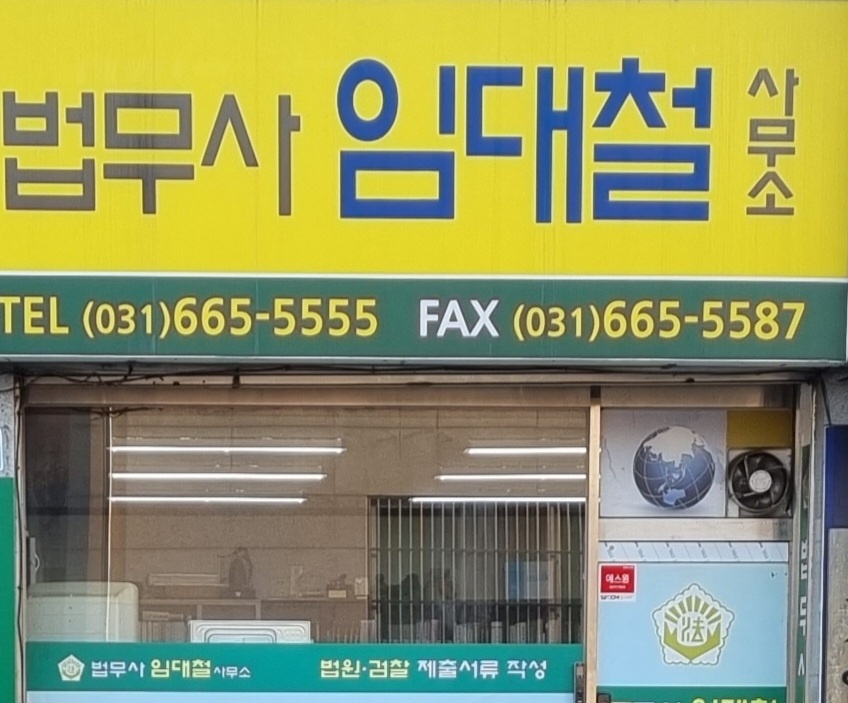 법무사 임대철 사무소
TEL (031)665-5555 FAX (031)665-5587
에스원
法
법무사 임대철 사무소 법원·검찰 제출서류 작성